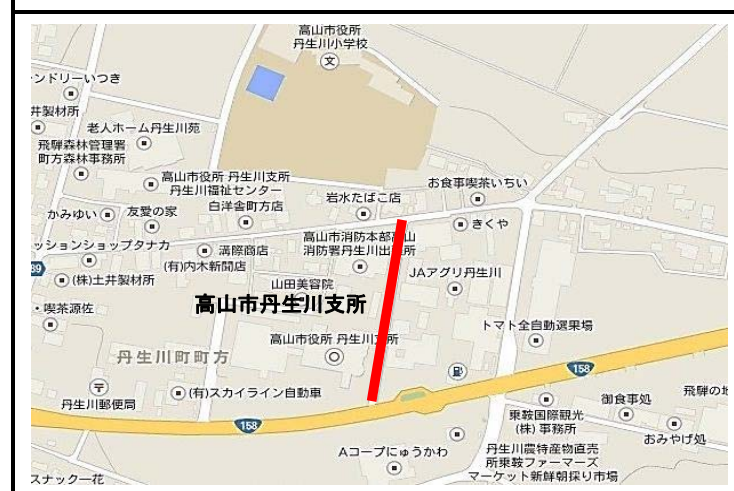 高山市役所
丹生川小学校
文
ンドリーいつき
井製材所
老人ホーム丹生川苑
飛騨森林管理署
町方森林事務所
高山市役所 丹生川支所
丹生川福祉センター
お食事喫茶いちい
岩水たばこ店
かみゆい
友愛の家
白洋舎町方店
きくや
高山市消防本部高山
消防署丹生川出 所
ッションショップタナカ
溝際商店
(有)内木新聞店
89
(株)土井製材所
JAアグリ丹生川
山田美容院
高山市丹生川支所
・喫茶源佐
トマト全自動選果場
高山市役所 丹生川支所
丹生川町町方
158
(有)スカイライン自動車
丹生川郵便局
御食事処
飛騨の
乗鞍国際観光
(株) 事務所
おみやげ処
158
Aコープにゅうかわ
丹生川農特産物直売
所乗鞍ファーマーズ
マーケット新鮮朝採り市場
スナック一花